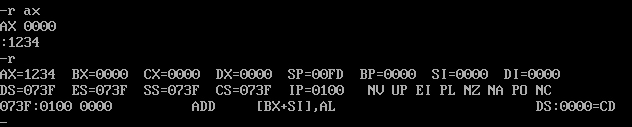 -r ax
AX 0000
:1234
-r
AX=1234  BX=0000  CX=0000  DX=0000  SP=00FD  BP=0000  SI=0000  DI=0000
DS=073F  ES=073F  SS=073F  CS=073F  IP=0100   NV UP EI PL NZ NA PO NC
073F:0100 0000          ADD     [BX+SI],AL                         DS:0000=CD
-